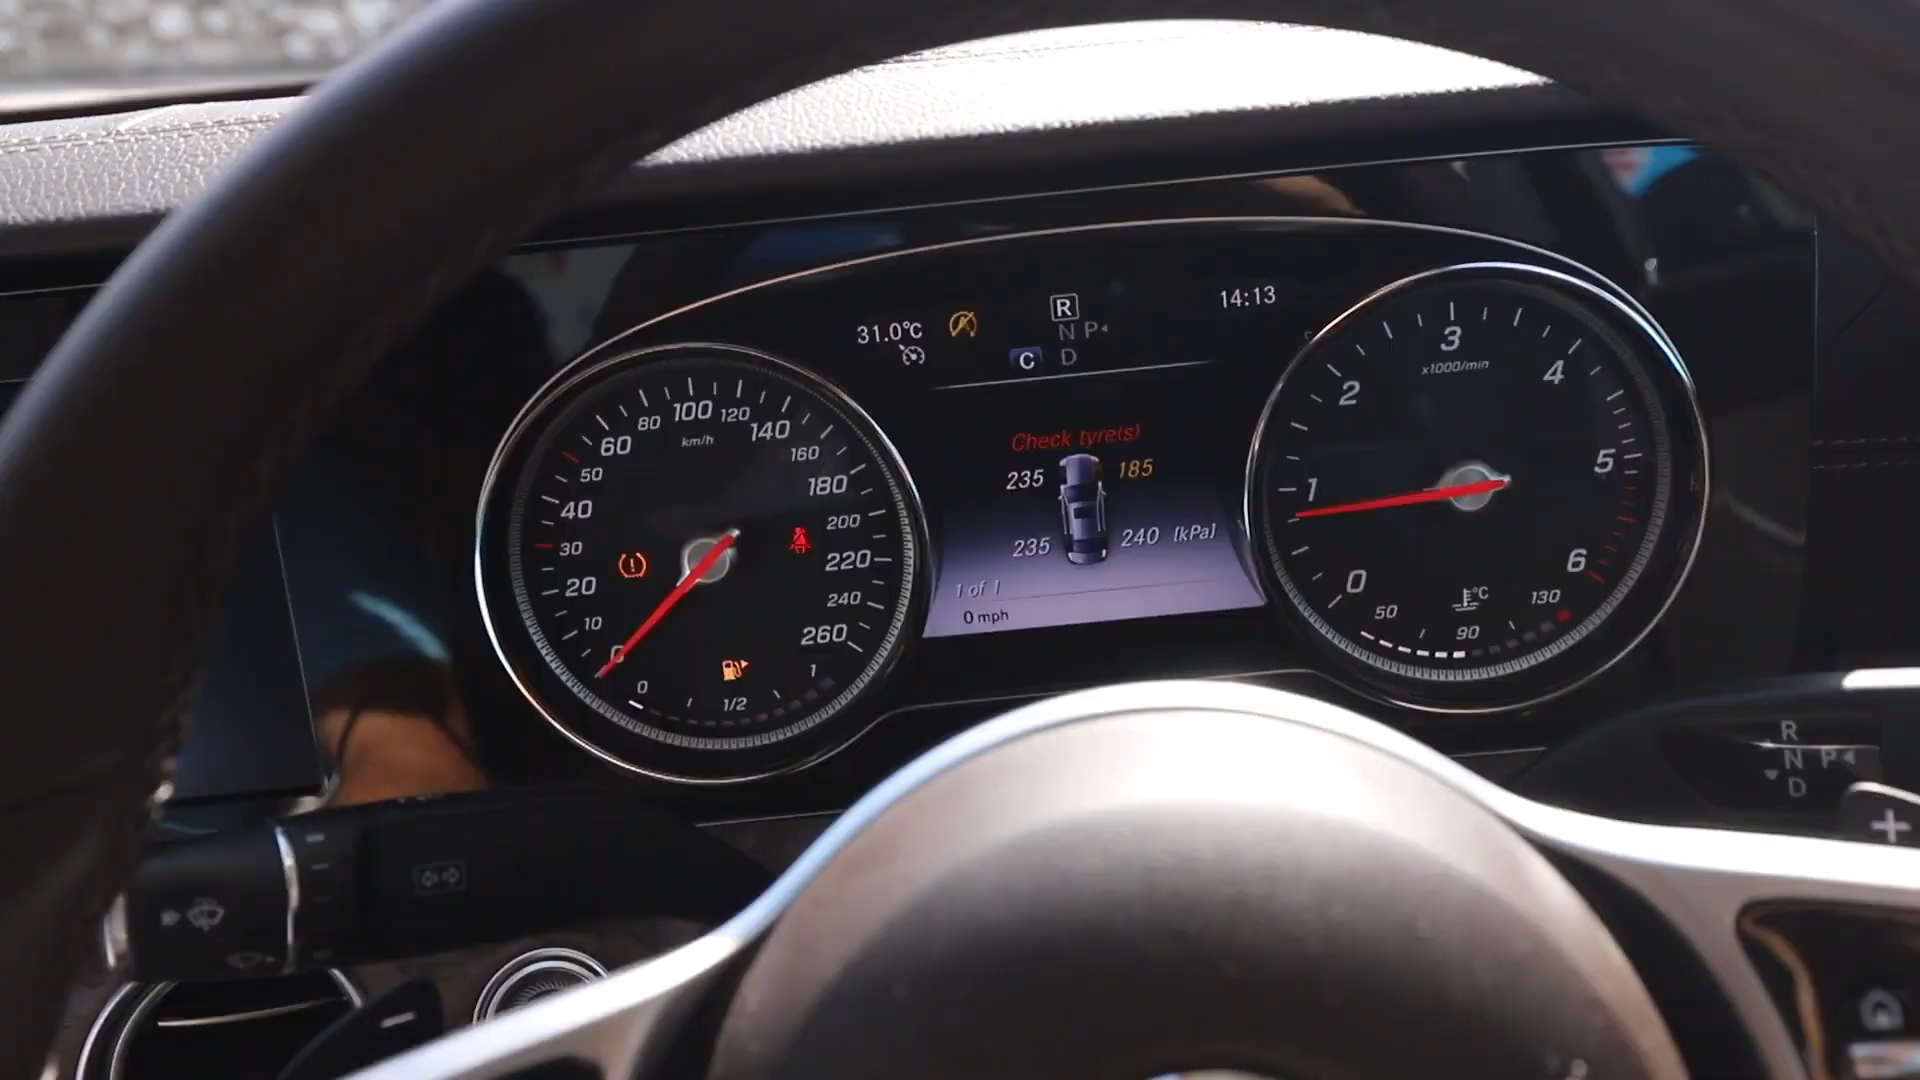 31.0°C
R
N P
C D
14:13
Check tyre(s)
235 185
235 240 [kPa]
1 of 1
0 mph
0
10
20
30
40
50
60
80
100
120
140
160
180
200
220
240
260
km/h
0 1/2 1
0
1
2
3
4
5
6
x1000/min
50 90 130
°C
R
N P
D
+
−